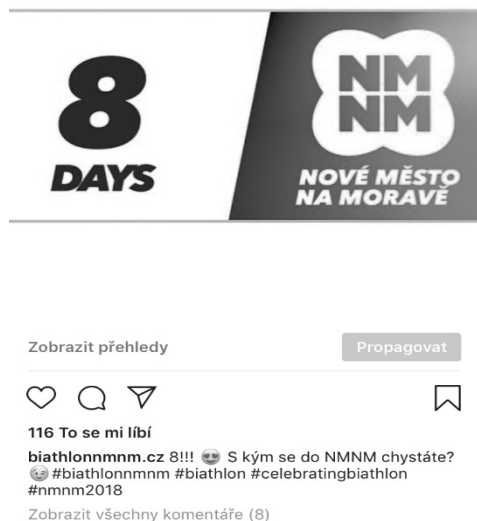 8
DAYS
NM
NM
NOVÉ MĚSTO
NA MORAVĚ
Zobrazit přehledy
Propagovat
116 To se mi líbí
biathlonnmnm.cz 8!!! 😍 S kým se do NMNM chystáte?
😉 #biathlonnmnm #biathlon #celebratingbiathlon
#nmnm2018
Zobrazit všechny komentáře (8)